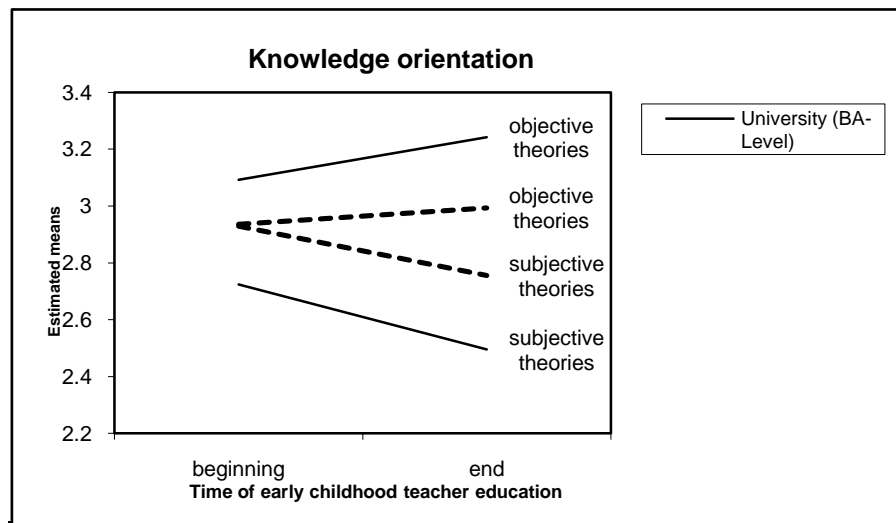 Knowledge orientation
3.4
3.2
3
2.8
2.6
2.4
2.2
Estimated means
objective
theories
objective
theories
subjective
theories
subjective
theories
beginning
end
Time of early childhood teacher education
University (BA-
Level)